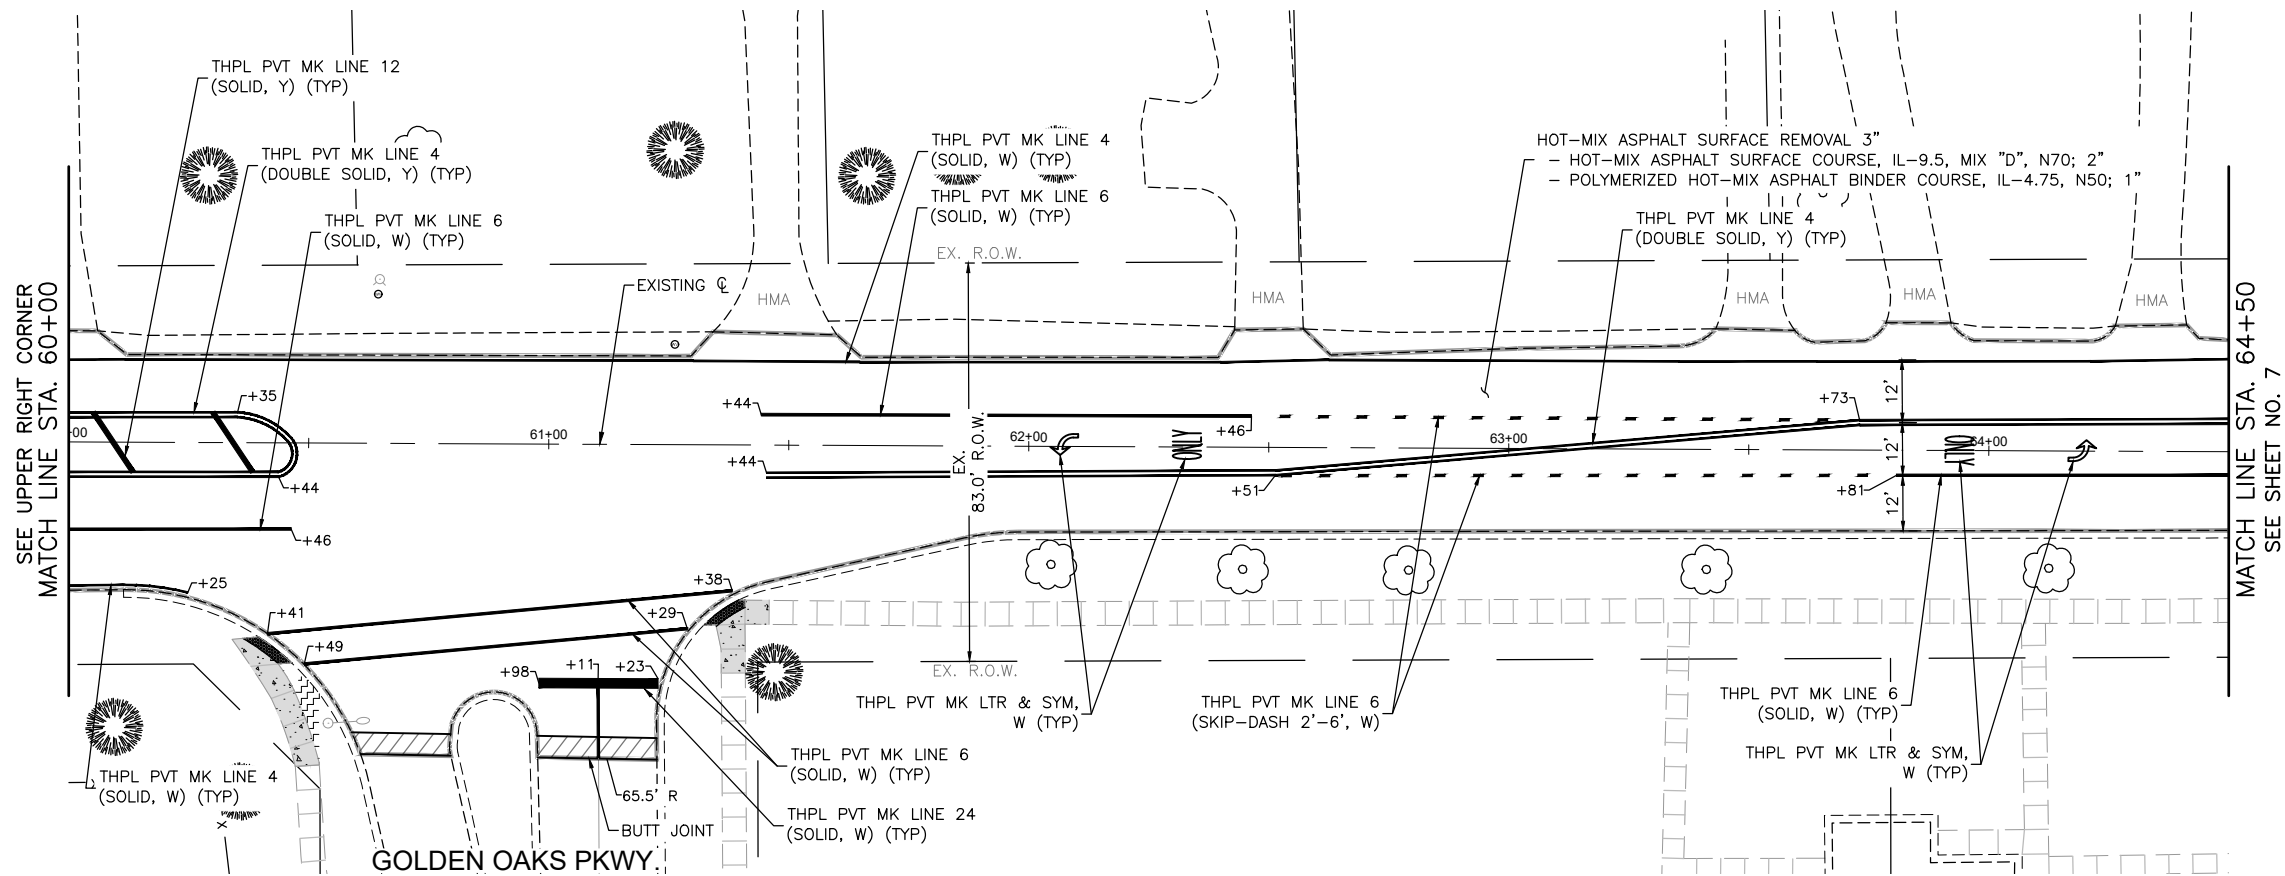 THPL PVT MK LINE 12
(SOLID, Y) (TYP)
THPL PVT MK LINE 4
(DOUBLE SOLID, Y) (TYP)
THPL PVT MK LINE 6
(SOLID, W) (TYP)
THPL PVT MK LINE 4
(SOLID, W) (TYP)
THPL PVT MK LINE 6
(SOLID, W) (TYP)
HOT-MIX ASPHALT SURFACE REMOVAL 3"
- HOT-MIX ASPHALT SURFACE COURSE, IL-9.5, MIX "D", N70; 2"
- POLYMERIZED HOT-MIX ASPHALT BINDER COURSE, IL-4.75, N50; 1"
THPL PVT MK LINE 4
(DOUBLE SOLID, Y) (TYP)
EX. R.O.W.
EXISTING ℄
HMA
HMA
HMA
HMA
HMA
SEE UPPER RIGHT CORNER
MATCH LINE STA. 60+00
MATCH LINE STA. 64+50
SEE SHEET NO. 7
+35
+44
+73
12'
-00
61+00
+46
62+00
ONLY
63+00
ONLY
64+00
12'
EX.
83.0' R.O.W.
+44
+44
+51
+81
12'
+46
+25
+38
+41
+29
+49
+98
+11
+23
EX. R.O.W.
THPL PVT MK LTR & SYM,
W (TYP)
THPL PVT MK LINE 6
(SKIP-DASH 2'-6', W)
THPL PVT MK LINE 6
(SOLID, W) (TYP)
THPL PVT MK LTR & SYM,
W (TYP)
THPL PVT MK LINE 6
(SOLID, W) (TYP)
THPL PVT MK LINE 4
(SOLID, W) (TYP)
65.5' R
THPL PVT MK LINE 24
(SOLID, W) (TYP)
BUTT JOINT
X
GOLDEN OAKS PKWY.